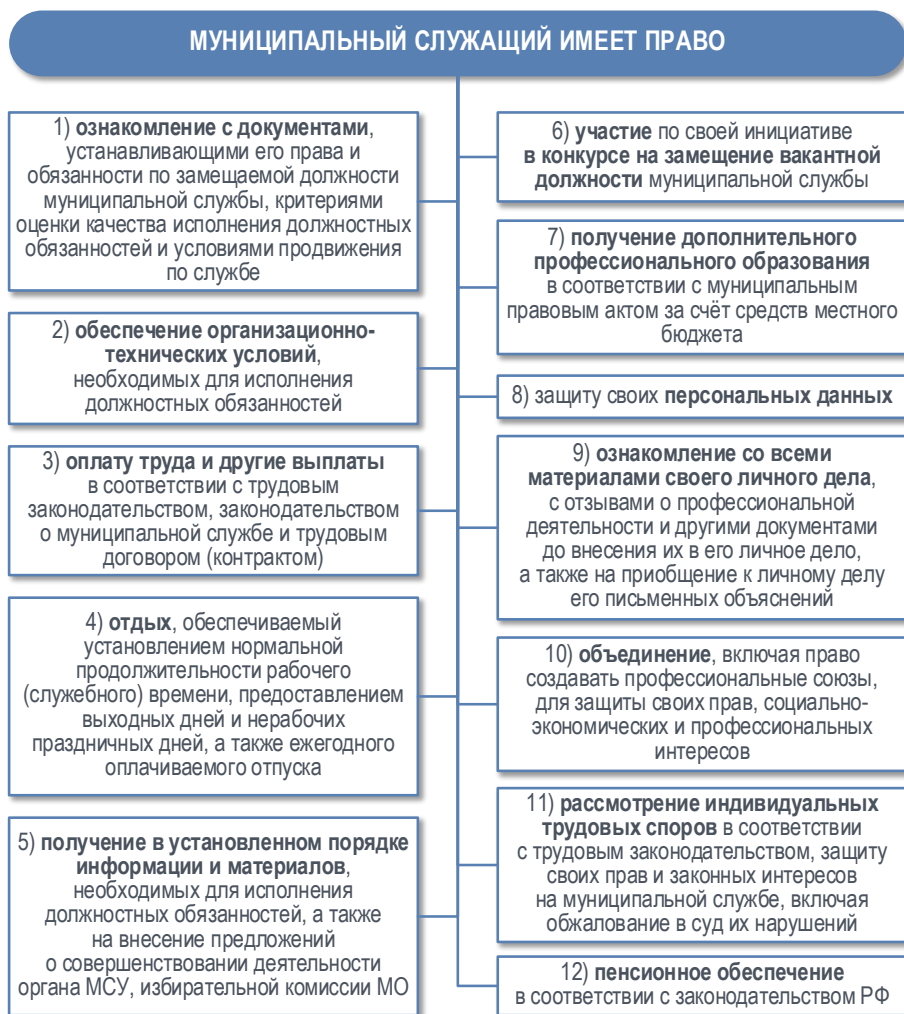 МУНИЦИПАЛЬНЫЙ СЛУЖАЩИЙ ИМЕЕТ ПРАВО
1) ознакомление с документами,
устанавливающими его права и
обязанности по замещаемой должности
муниципальной службы, критериями
оценки качества исполнения должностных
обязанностей и условиями продвижения
по службе
2) обеспечение организационно-
технических условий,
необходимых для исполнения
должностных обязанностей
3) оплату труда и другие выплаты
в соответствии с трудовым
законодательством, законодательством
о муниципальной службе и трудовым
договором (контрактом)
4) отдых, обеспечиваемый
установлением нормальной
продолжительности рабочего
(служебного) времени, предоставлением
выходных дней и нерабочих
праздничных дней, а также ежегодного
оплачиваемого отпуска
5) получение в установленном порядке
информации и материалов,
необходимых для исполнения
должностных обязанностей, а также
на внесение предложений
о совершенствовании деятельности
органа МСУ, избирательной комиссии МО
6) участие по своей инициативе
в конкурсе на замещение вакантной
должности муниципальной службы
7) получение дополнительного
профессионального образования
в соответствии с муниципальным
правовым актом за счёт средств местного
бюджета
8) защиту своих персональных данных
9) ознакомление со всеми
материалами своего личного дела,
с отзывами о профессиональной
деятельности и другими документами
до внесения их в его личное дело,
а также на приобщение к личному делу
его письменных объяснений
10) объединение, включая право
создавать профессиональные союзы,
для защиты своих прав, социально-
экономических и профессиональных
интересов
11) рассмотрение индивидуальных
трудовых споров в соответствии
с трудовым законодательством, защиту
своих прав и законных интересов
на муниципальной службе, включая
обжалование в суд их нарушений
12) пенсионное обеспечение
в соответствии с законодательством РФ